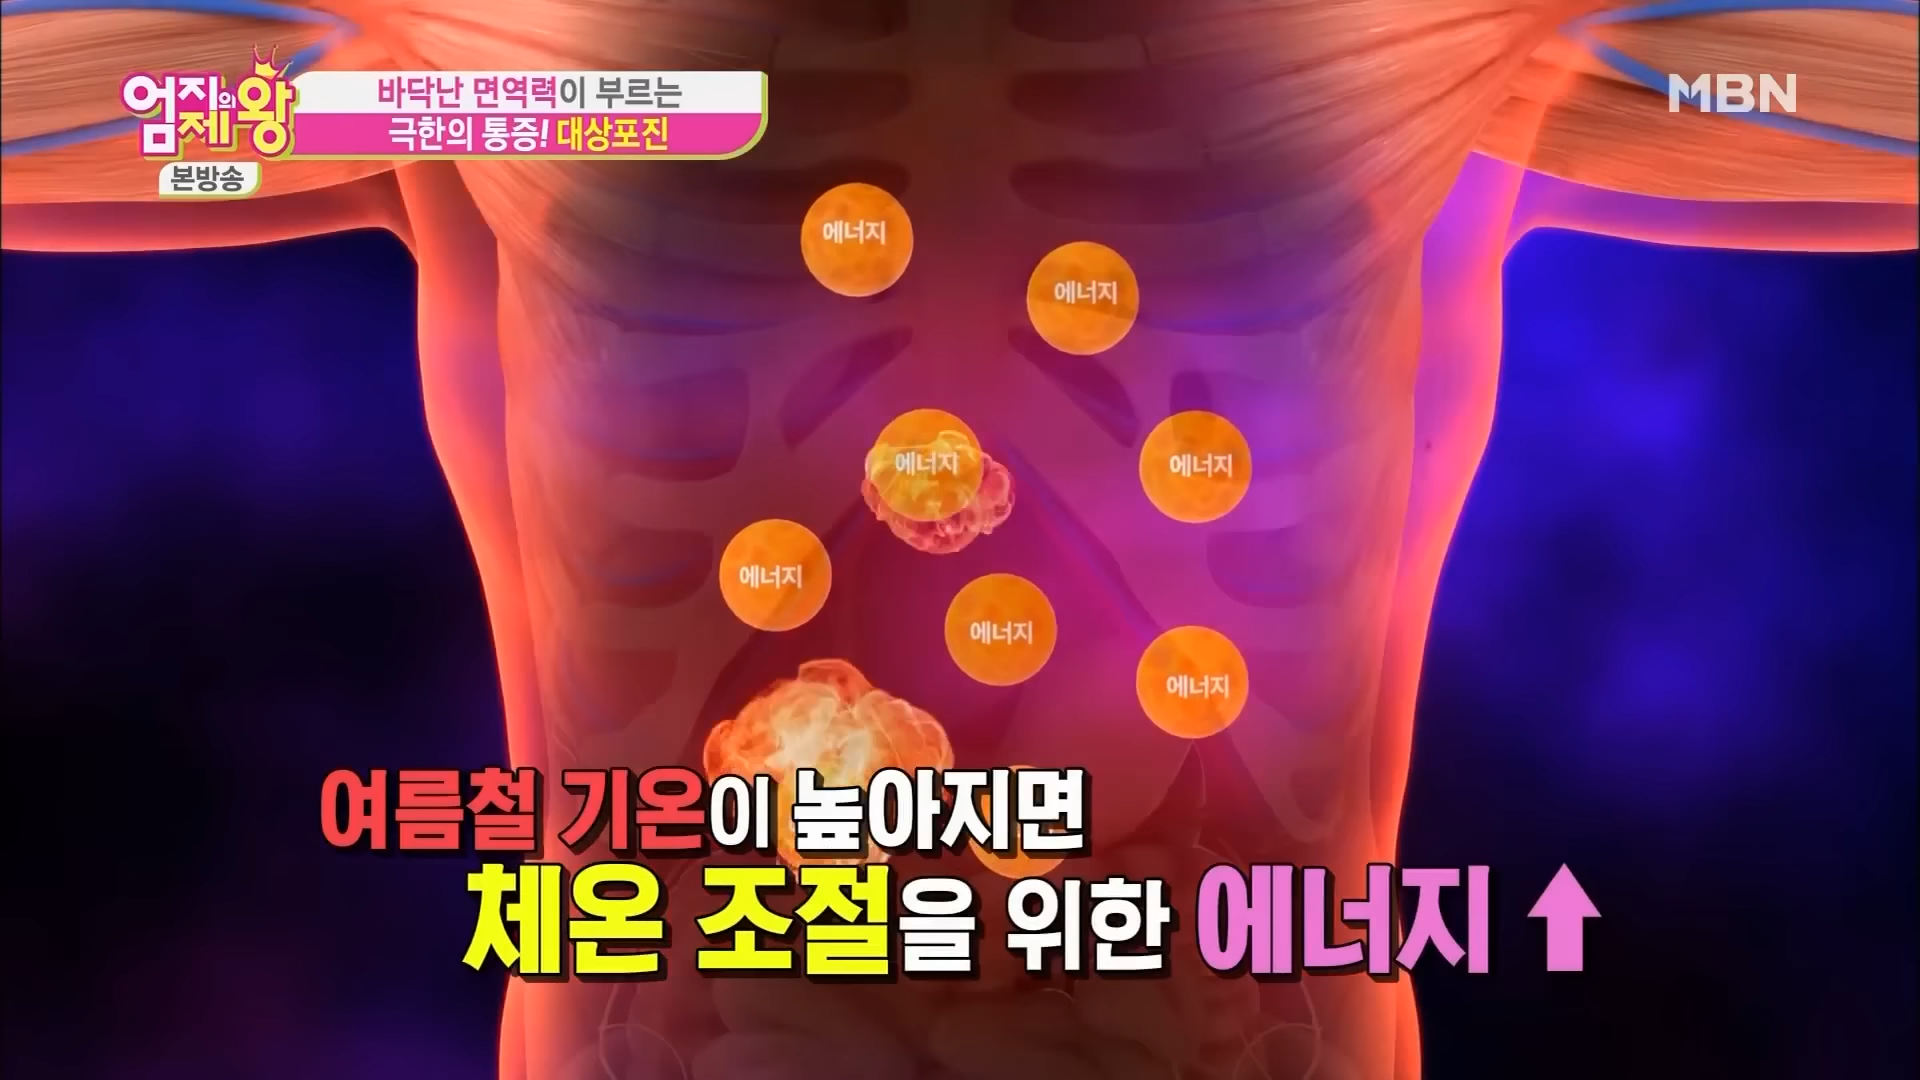 엄지의 제왕
본방송
바닥난 면역력이 부르는
극한의 통증! 대상포진
MBN
에너지
에너지
에너지
에너지
에너지
에너지
에너지
여름철 기온이 높아지면
체온 조절을 위한 에너지 ↑